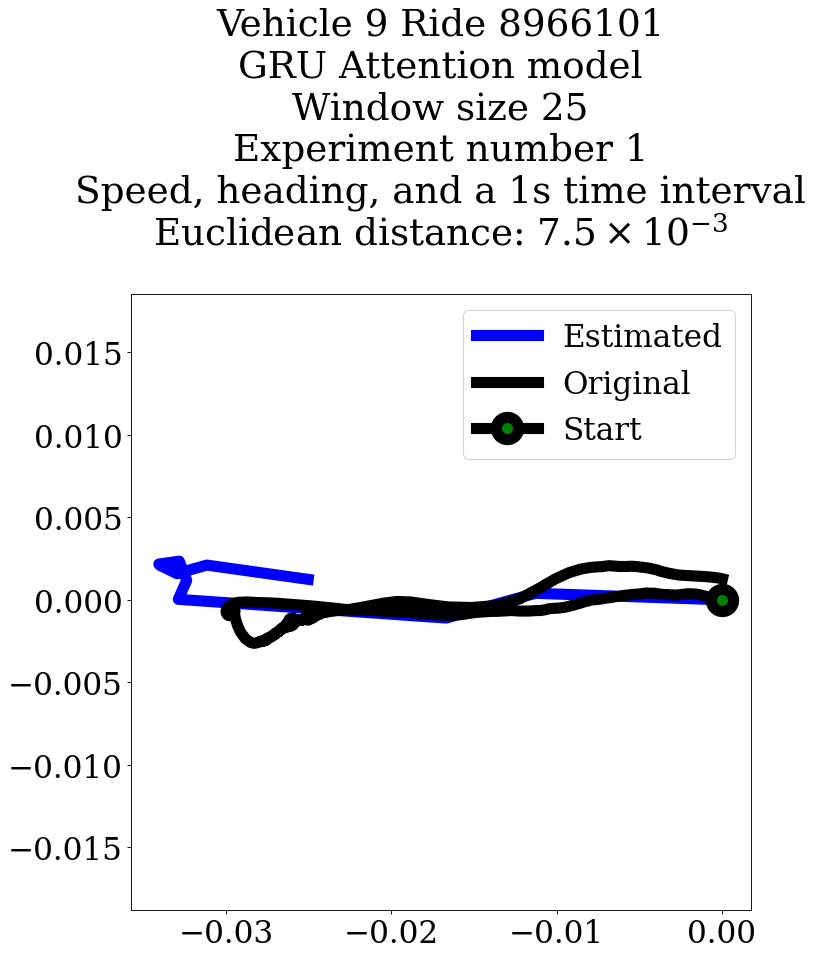 Vehicle 9 Ride 8966101
GRU Attention model
Window size 25
Experiment number 1
Speed, heading, and a 1s time interval
Euclidean distance: 7.5 × 10⁻³
Estimated
Original
Start
0.015
0.010
0.005
0.000
−0.005
−0.010
−0.015
−0.03 −0.02 −0.01 0.00